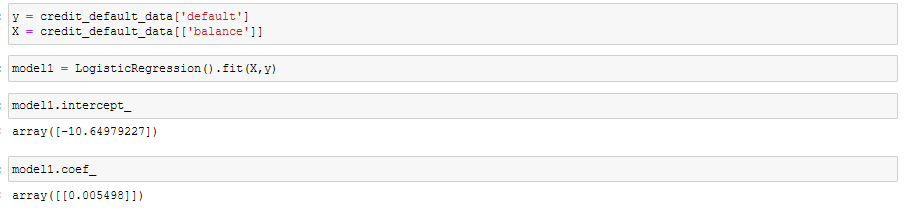 y = credit_default_data['default']
X = credit_default_data[['balance']]
model1 = LogisticRegression().fit(X,y)
model1.intercept_
array([-10.64979227])
model1.coef_
array([[0.005498]])